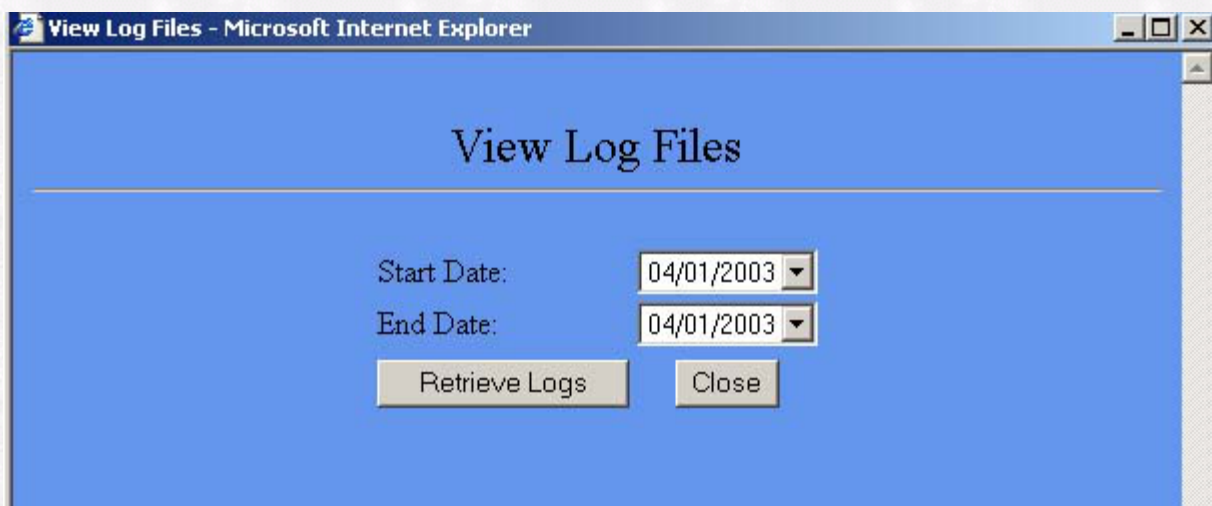 View Log Files - Microsoft Internet Explorer
View Log Files
Start Date: 04/01/2003
End Date: 04/01/2003
Retrieve Logs Close